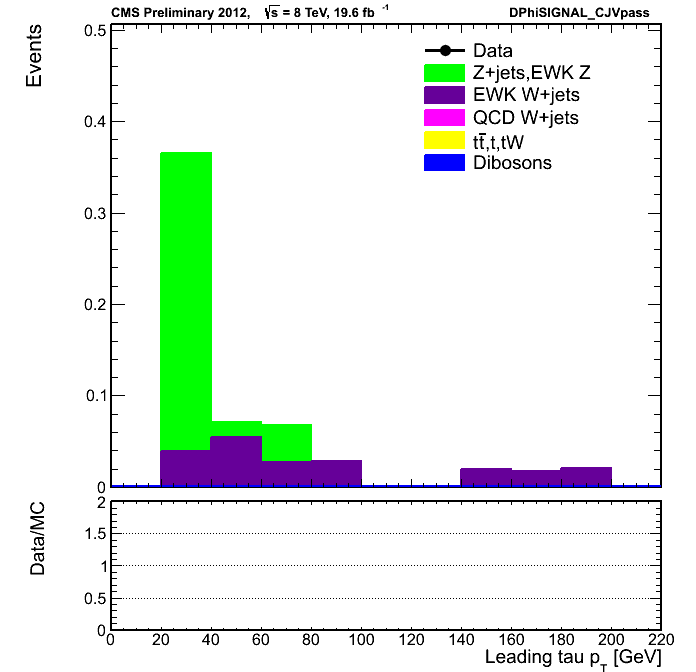 CMS Preliminary 2012, √s = 8 TeV, 19.6 fb⁻¹ DPhiSIGNAL_CJVpass
Events
0.5
0.4
0.3
0.2
0.1
0
Data
Z+jets,EWK Z
EWK W+jets
QCD W+jets
tt̅,t,tW
Dibosons
Data/MC
2
1.5
1
0.5
0
0 20 40 60 80 100 120 140 160 180 200 220
Leading tau p_T [GeV]